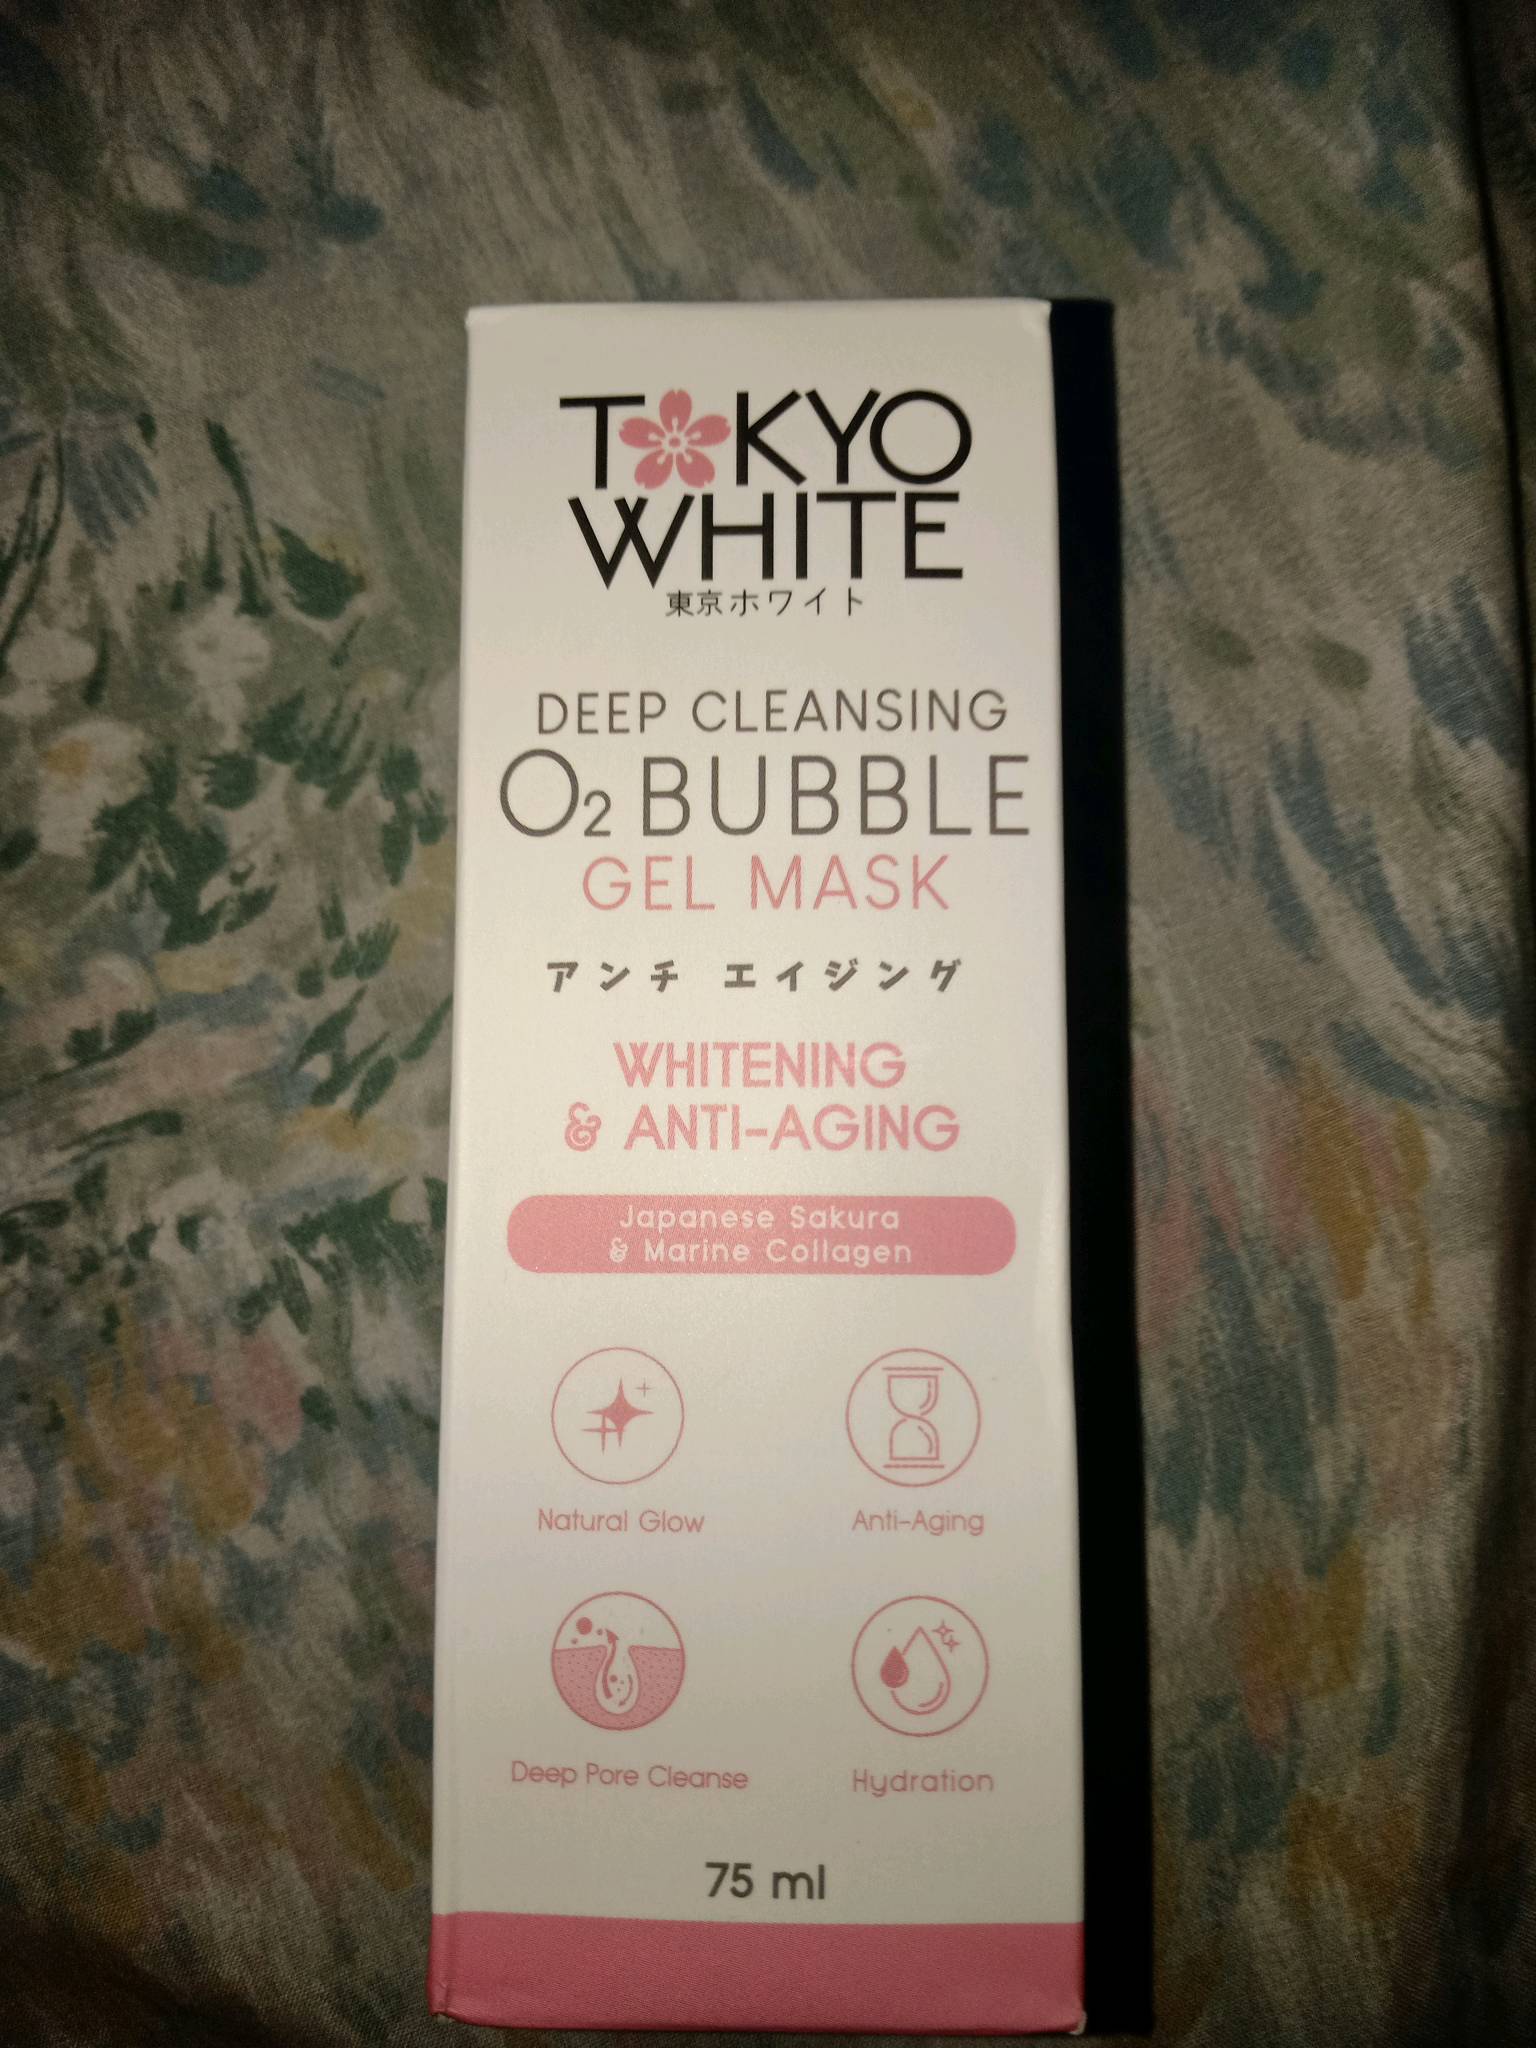 TOKYO
WHITE
東京ホワイト
DEEP CLEANSING
O2 BUBBLE
GEL MASK
アンチ エイジング
WHITENING
& ANTI-AGING
Japanese Sakura
& Marine Collagen
Natural Glow
Anti-Aging
Deep Pore Cleanse
Hydration
75 ml